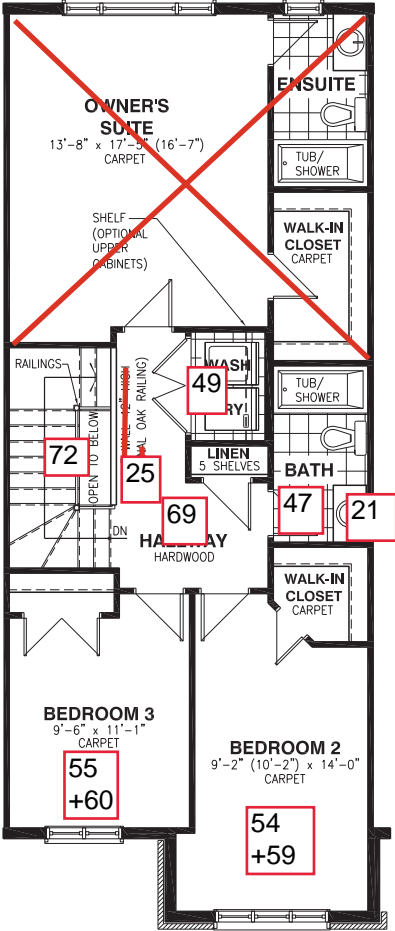 ENSUITE
OWNER'S
SUITE
13'-8" x 17'-5" (16'-7")
CARPET
TUB/
SHOWER
SHELF
(OPTIONAL
UPPER
CABINETS)
WALK-IN
CLOSET
CARPET
RAILINGS
WASH
49
TUB/
SHOWER
OPEN TO BELOW
72
25
OAK RAILING)
LINEN
5 SHELVES
BATH
69
47
21
DN
HALLWAY
HARDWOOD
WALK-IN
CLOSET
CARPET
BEDROOM 3
9'-6" x 11'-1"
CARPET
55
+60
BEDROOM 2
9'-2" (10'-2") x 14'-0"
CARPET
54
+59